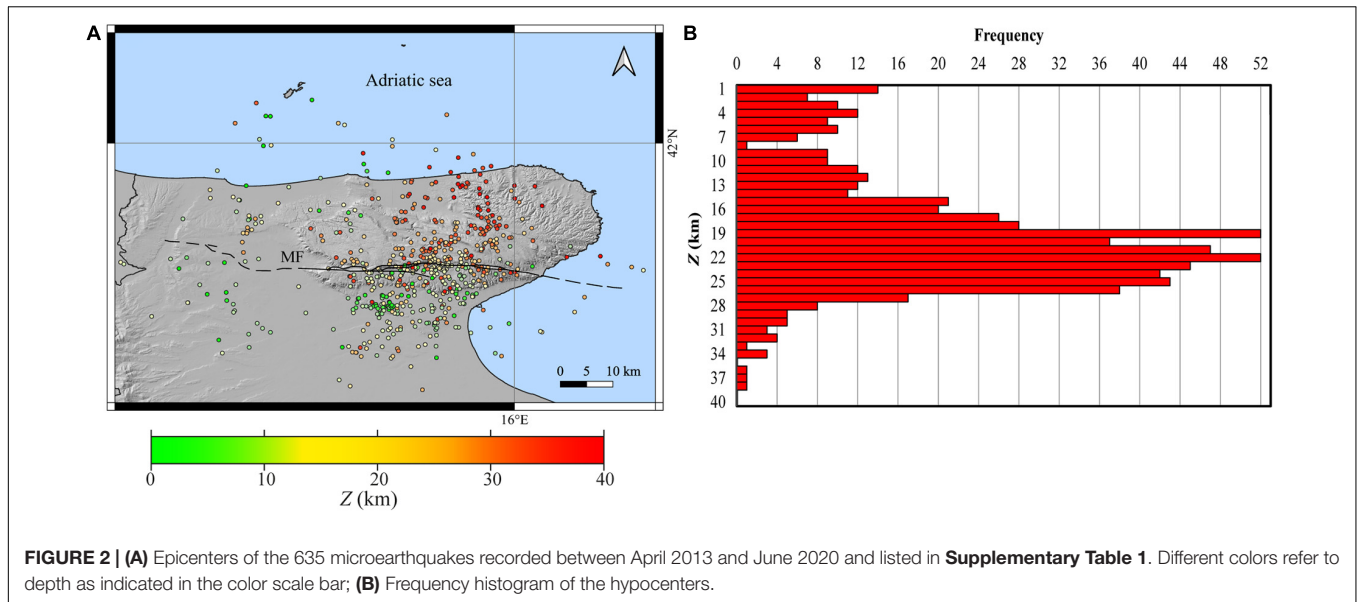 A
Adriatic sea
42°N
MF
0 5 10 km
16°E
0 10 20 30 40
Z (km)
B
Frequency
0 4 8 12 16 20 24 28 32 36 40 44 48 52
1
4
7
10
13
16
19
22
25
28
31
34
37
40
Z (km)
FIGURE 2 | (A) Epicenters of the 635 microearthquakes recorded between April 2013 and June 2020 and listed in Supplementary Table 1. Different colors refer to
depth as indicated in the color scale bar; (B) Frequency histogram of the hypocenters.